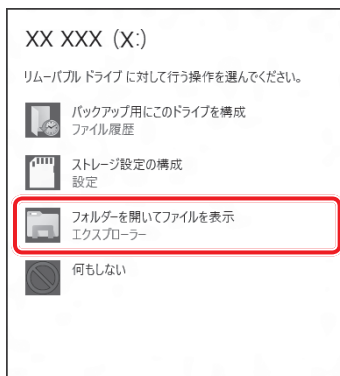 XX XXX (X:)
リムーバブル ドライブ に対して行う操作を選んでください。
バックアップ用にこのドライブを構成
ファイル履歴
ストレージ設定の構成
設定
フォルダーを開いてファイルを表示
エクスプローラー
何もしない